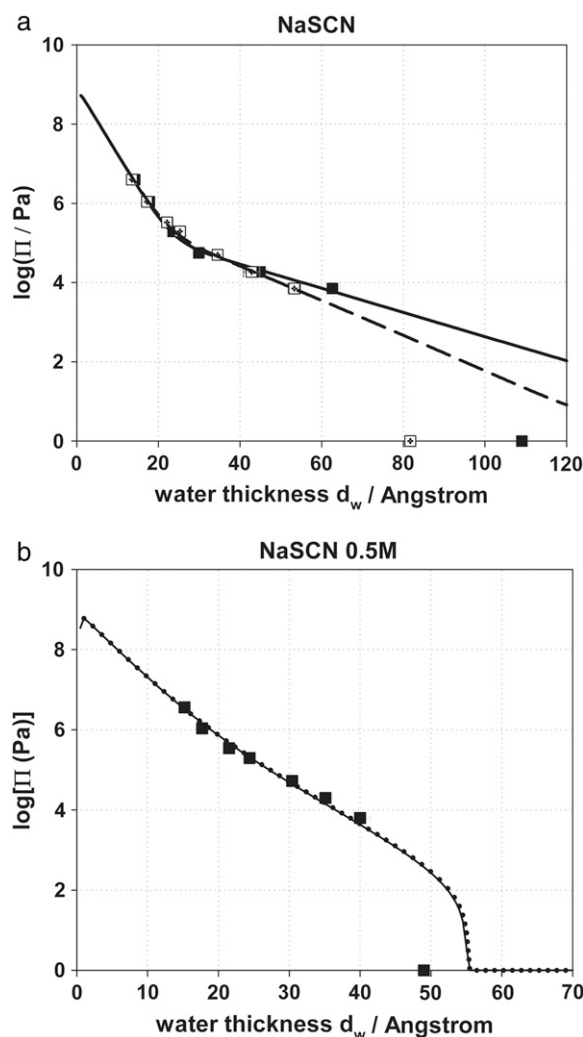 a
NaSCN
10
8
6
4
2
0
log(Π / Pa)
0 20 40 60 80 100 120
water thickness d_w / Angstrom
b
NaSCN 0.5M
10
8
6
4
2
0
log[Π (Pa)]
0 10 20 30 40 50 60 70
water thickness d_w / Angstrom